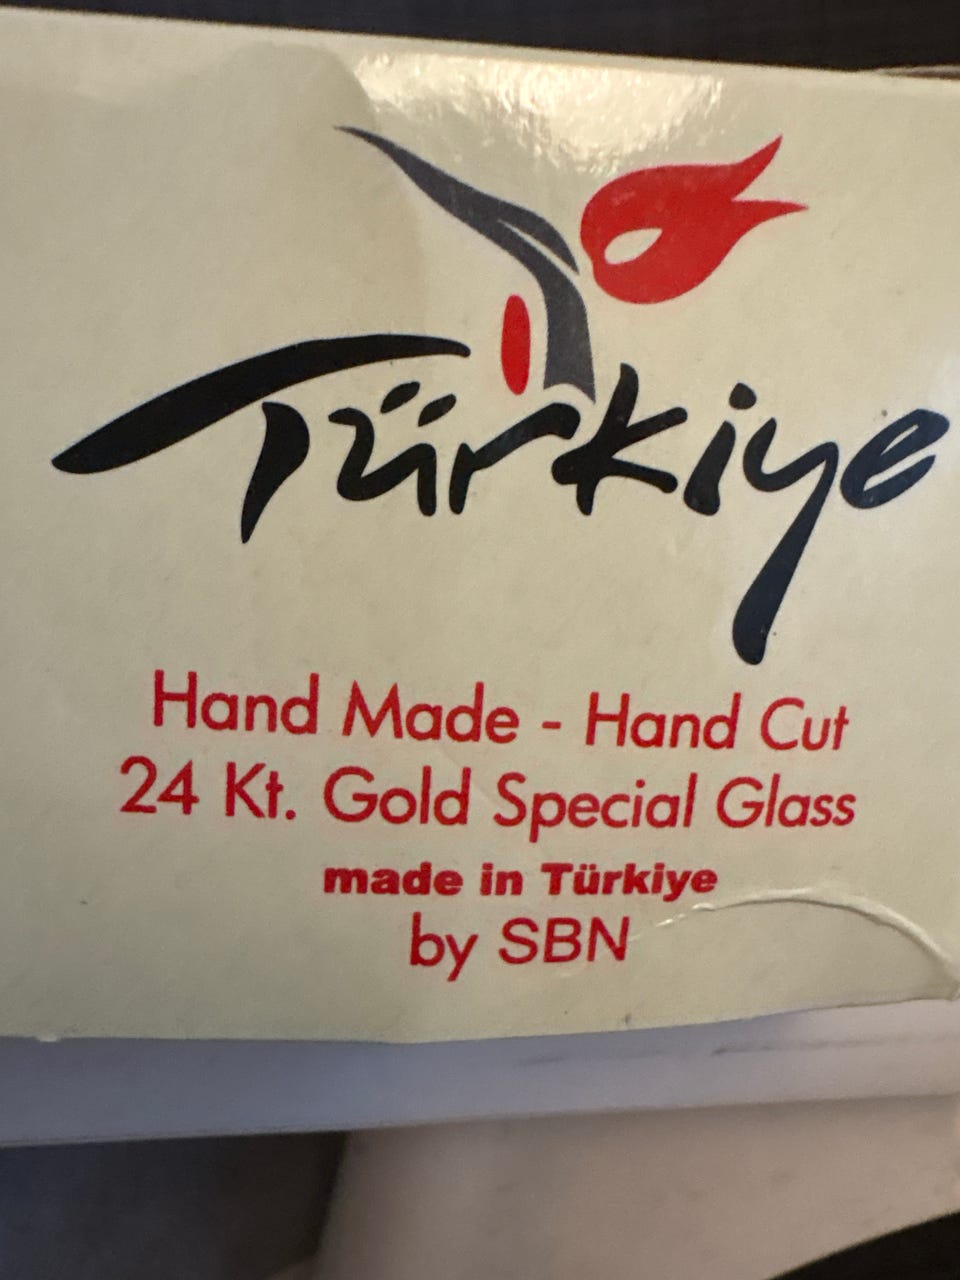 Türkiye
Hand Made - Hand Cut
24 Kt. Gold Special Glass
made in Türkiye
by SBN